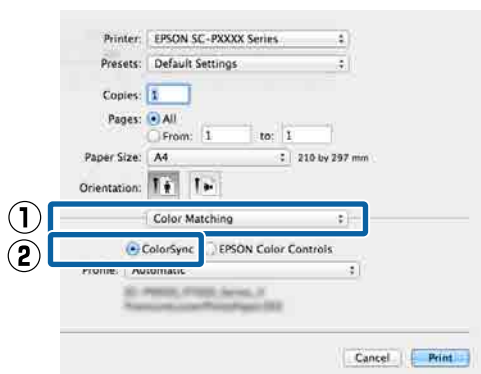 Printer: EPSON SC-PXXXX Series
Presets: Default Settings
Copies: 1
Pages: All
From: 1 to: 1
Paper Size: A4 210 by 297 mm
Orientation:
① Color Matching
② ColorSync EPSON Color Controls
Profile: Automatic
Cancel Print